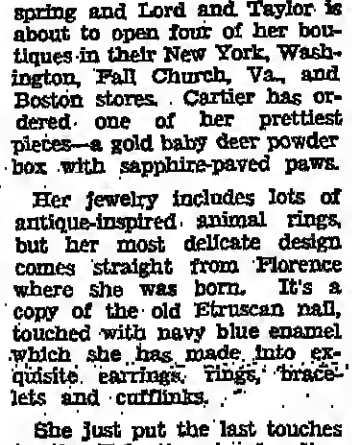 spring and Lord and Taylor is
about to open four of her bou-
tiques in their New York, Wash-
ington, Fall Church, Va., and
Boston stores. Cartier has or-
dered one of her prettiest
pieces—a gold baby deer powder
box with sapphire-paved paws.
Her jewelry includes lots of
antique-inspired animal rings,
but her most delicate design
comes straight from Florence
where she was born. It's a
copy of the old Etruscan nail,
touched with navy blue enamel
which she has made into ex-
quisite earrings, rings, brace-
lets and cufflinks.
She just put the last touches